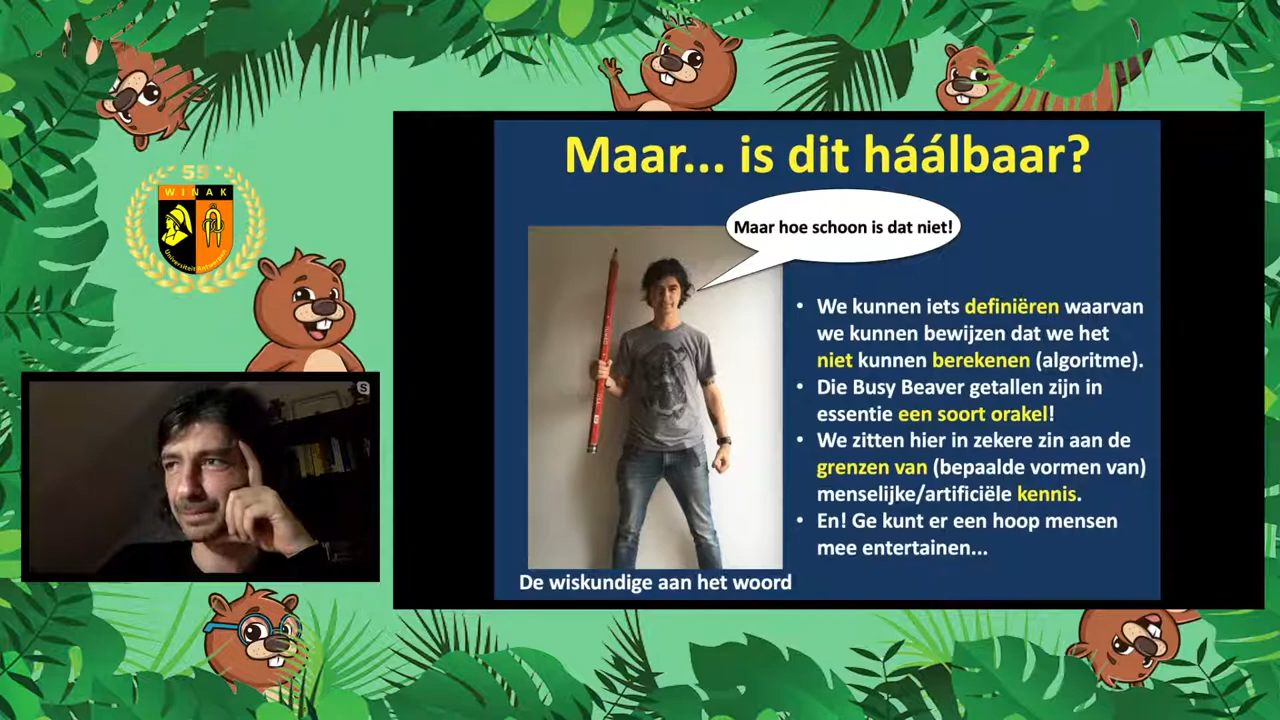 55
WINAK
Universiteit Antwerpen
Maar... is dit háálbaar?
Maar hoe schoon is dat niet!
• We kunnen iets definiëren waarvan
we kunnen bewijzen dat we het
niet kunnen berekenen (algoritme).
• Die Busy Beaver getallen zijn in
essentie een soort orakel!
• We zitten hier in zekere zin aan de
grenzen van (bepaalde vormen van)
menselijke/artificiële kennis.
• En! Ge kunt er een hoop mensen
mee entertainen...
De wiskundige aan het woord
S